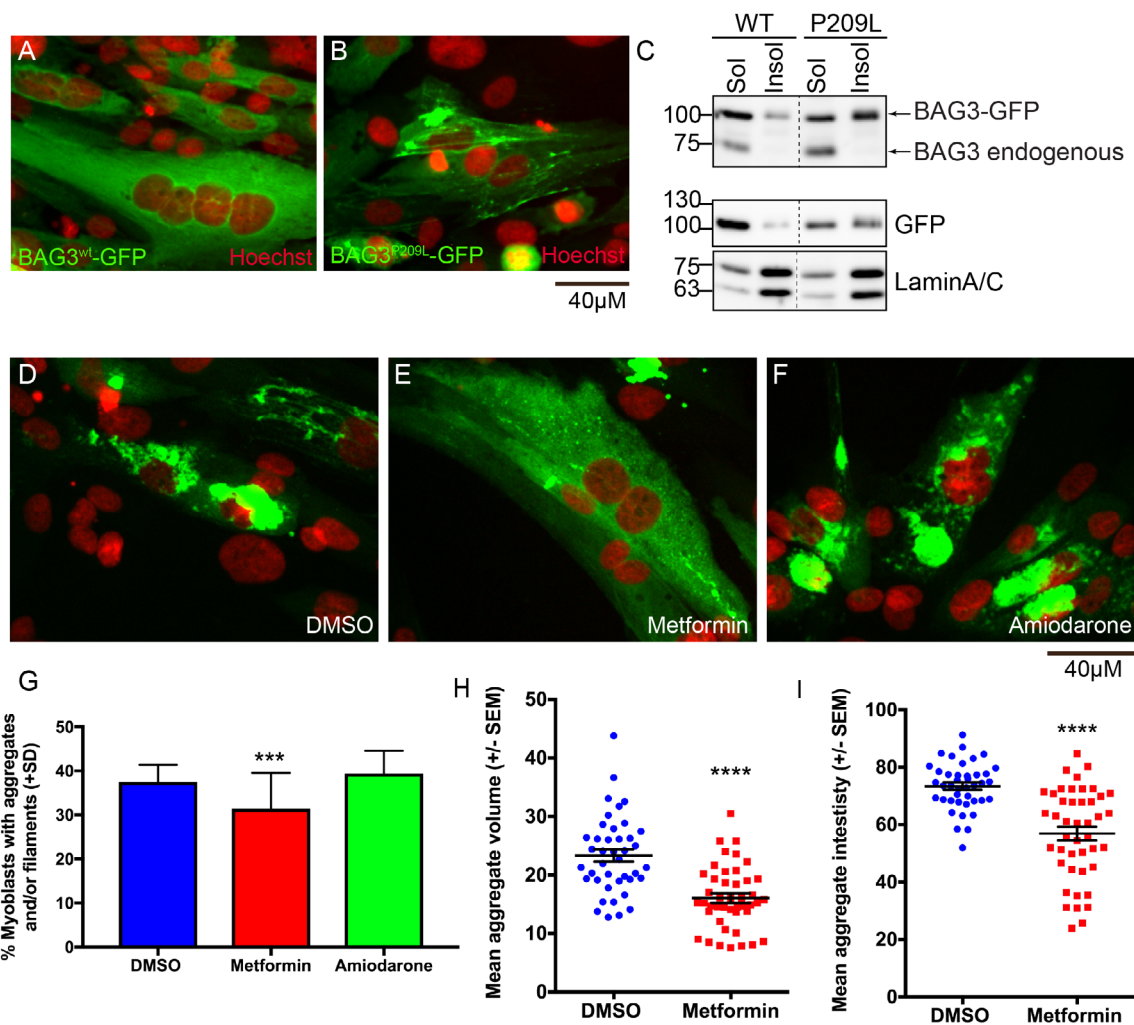 A
BAG3wt-GFP
Hoechst
B
BAG3P209L-GFP
Hoechst
40µM
C
WT
P209L
Sol
Insol
Sol
Insol
100
75
BAG3-GFP
BAG3 endogenous
130
100
GFP
75
63
LaminA/C
D
DMSO
E
Metformin
F
Amiodarone
40µM
G
% Myoblasts with aggregates
and/or filaments (+SD)
50
40
30
20
10
0
***
DMSO
Metformin
Amiodarone
H
Mean aggregate volume (+/- SEM)
50
40
30
20
10
0
****
DMSO
Metformin
I
Mean aggregate intestisty (+/- SEM)
100
80
60
40
20
0
****
DMSO
Metformin